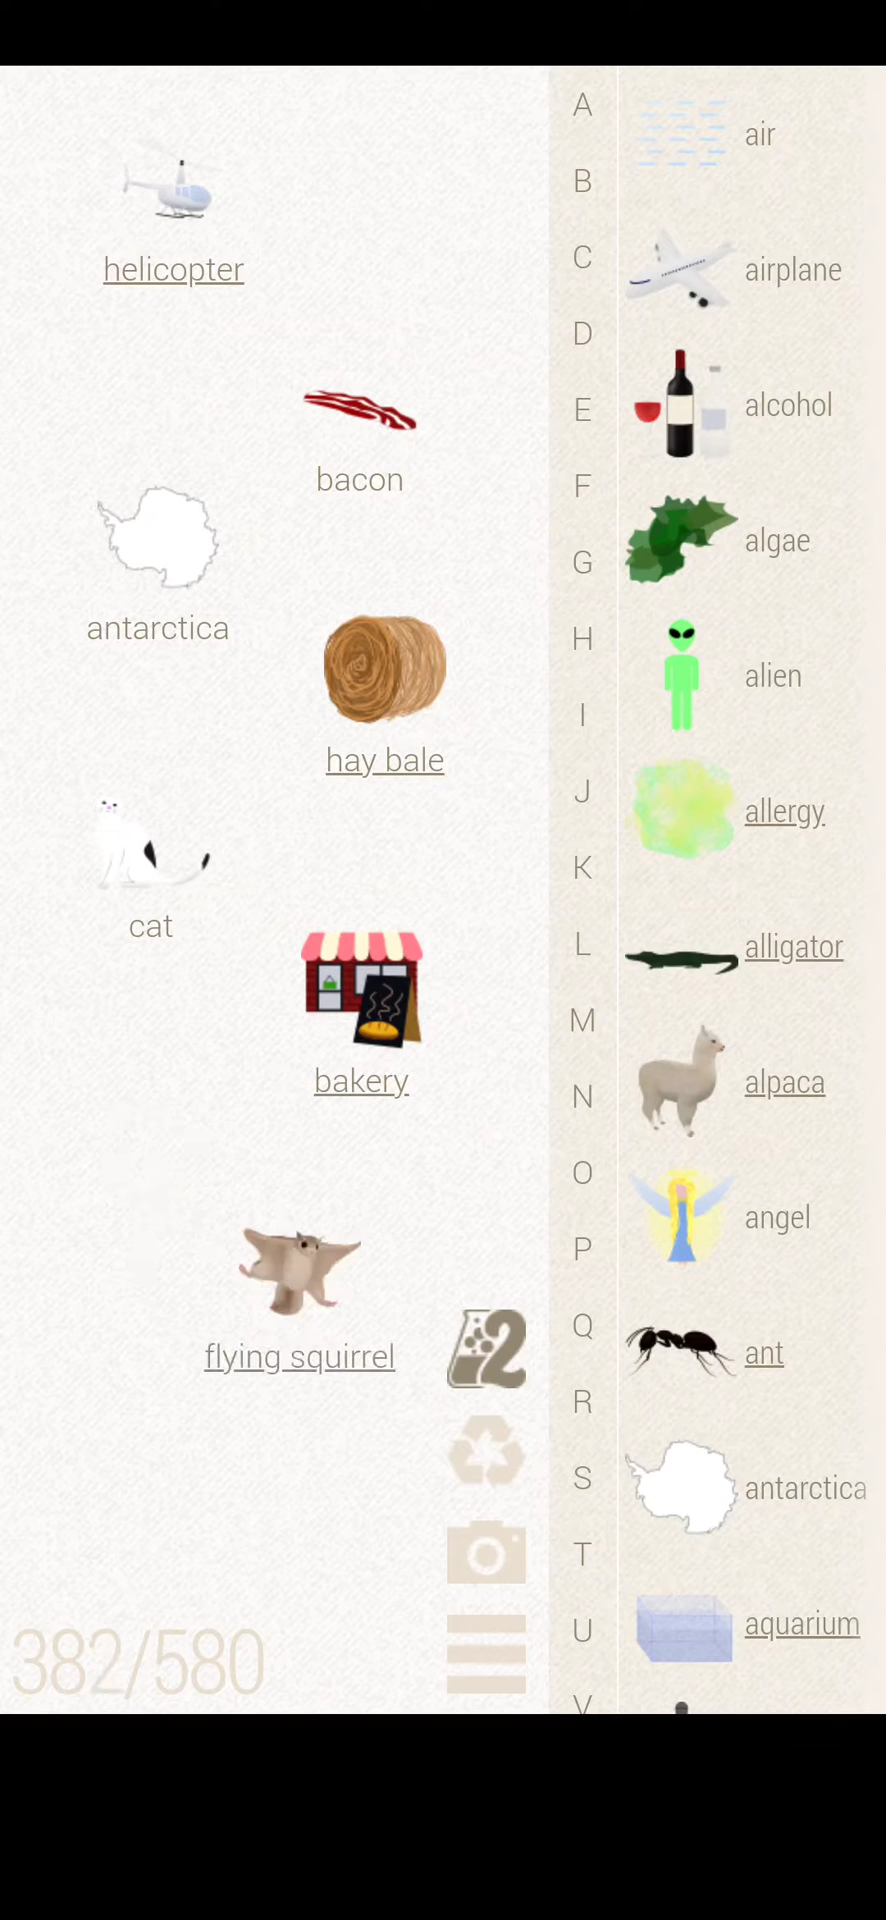 helicopter
bacon
antarctica
hay bale
cat
bakery
flying squirrel
2
382/580
A
B
C
D
E
F
G
H
I
J
K
L
M
N
O
P
Q
R
S
T
U
V
air
airplane
alcohol
algae
alien
allergy
alligator
alpaca
angel
ant
antarctica
aquarium